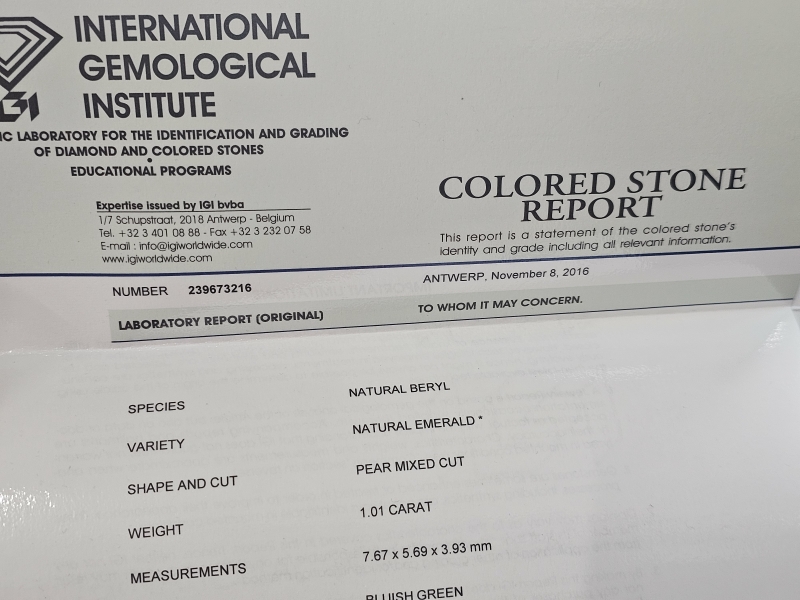 INTERNATIONAL
GEMOLOGICAL
INSTITUTE
IGI
LABORATORY FOR THE IDENTIFICATION AND GRADING
OF DIAMOND AND COLORED STONES
EDUCATIONAL PROGRAMS
Expertise issued by IGI bvba
1/7 Schupstraat, 2018 Antwerp - Belgium
Tel. +32 3 401 08 88 - Fax +32 3 232 07 58
E-mail : info@igiworldwide.com
www.igiworldwide.com
COLORED STONE
REPORT
This report is a statement of the colored stone's
identity and grade including all relevant information.
NUMBER 239673216
ANTWERP, November 8, 2016
LABORATORY REPORT (ORIGINAL)
TO WHOM IT MAY CONCERN.
SPECIES NATURAL BERYL
VARIETY NATURAL EMERALD *
SHAPE AND CUT PEAR MIXED CUT
WEIGHT 1.01 CARAT
MEASUREMENTS 7.67 x 5.69 x 3.93 mm
BLUISH GREEN